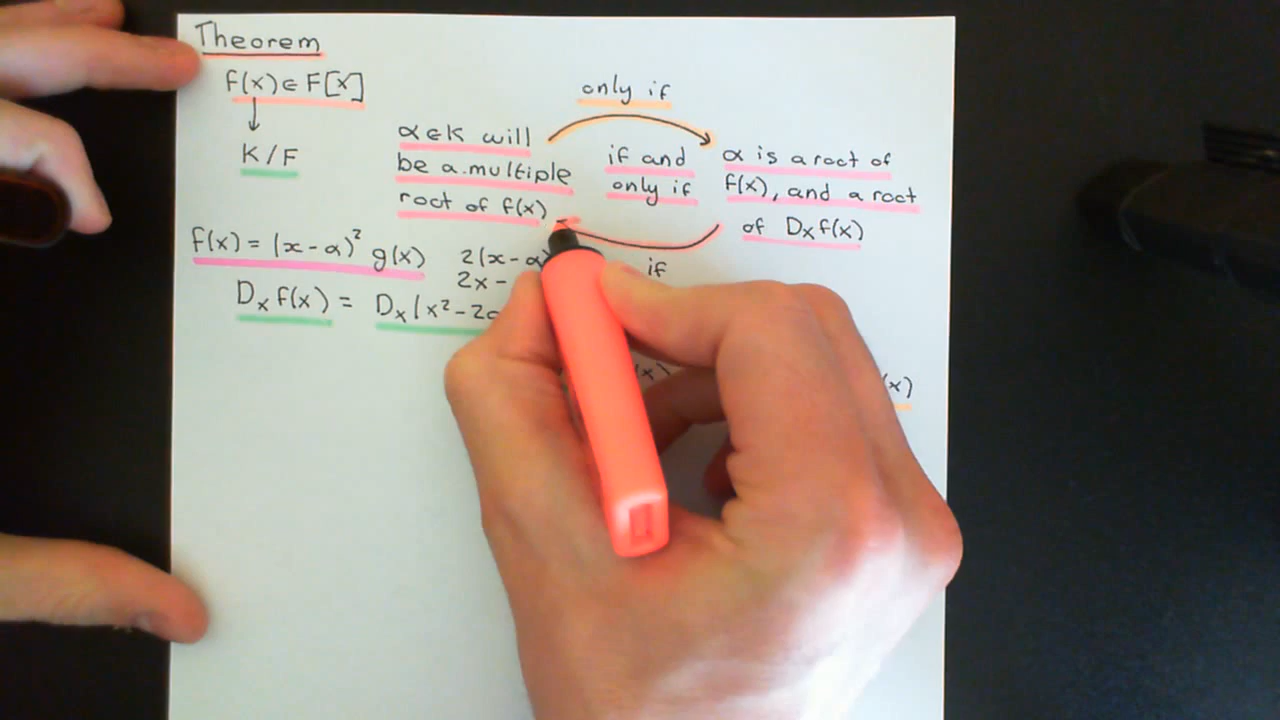 Theorem
f(x) ∈ F[x]
↓
K/F
only if
α ∈ K will
be a multiple
root of f(x)
if and
only if
α is a root of
f(x), and a root
of Dₓ f(x)
if
f(x) = (x - α)² g(x)
2(x - α)
2x -
Dₓ f(x) = Dₓ (x² - 2α
(x)
(x)